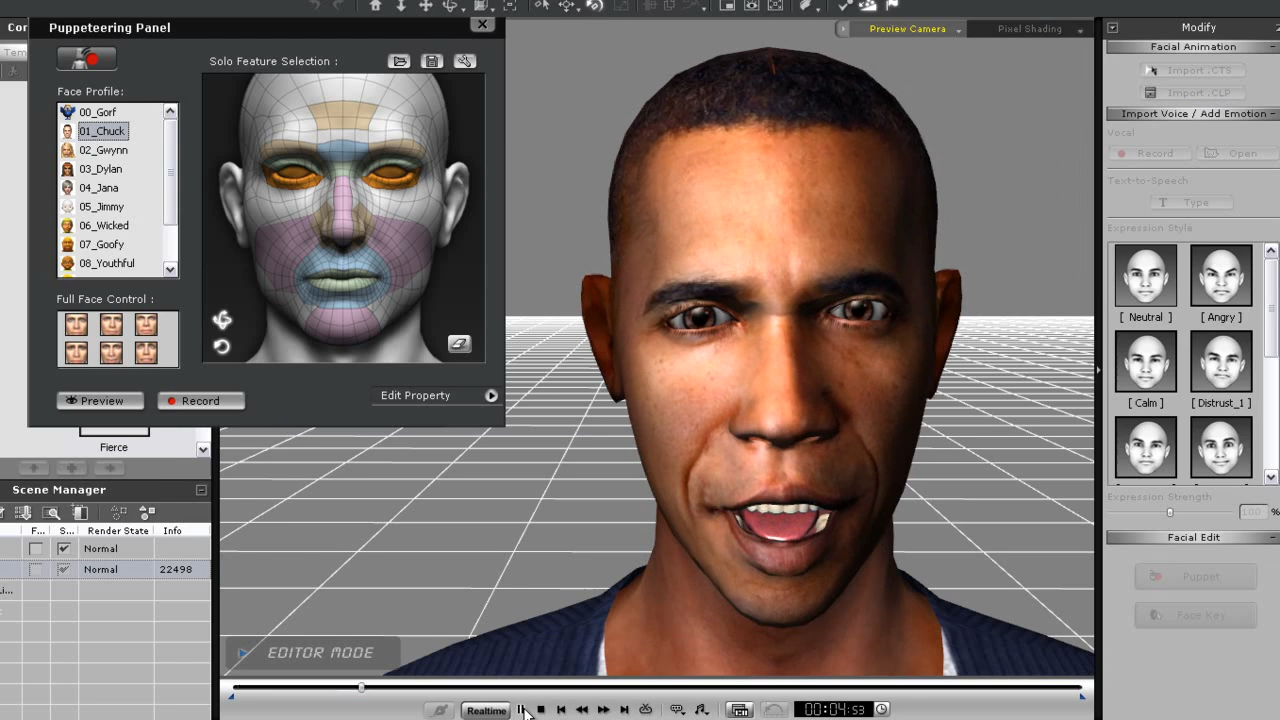 Puppeteering Panel
Face Profile:
00_Gorf
01_Chuck
02_Gwynn
03_Dylan
04_Jana
05_Jimmy
06_Wicked
07_Goofy
08_Youthful
Full Face Control :
Solo Feature Selection :
Preview
Record
Edit Property
Fierce
Scene Manager
F...
S...
Render State
Info
Normal
Normal
22498
Preview Camera
Pixel Shading
EDITOR MODE
Realtime
00:04:53
Modify
Facial Animation
Import .CTS
Import .CLP
Import Voice / Add Emotion
Vocal
Record
Open
Text-to-Speech
Type
Expression Style
[ Neutral ]
[ Angry ]
[ Calm ]
[ Distrust_1 ]
Expression Strength
100 %
Facial Edit
Puppet
Face Key